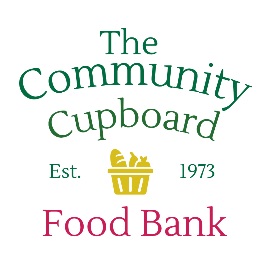 The
Community
Cupboard
Est. 1973
Food Bank